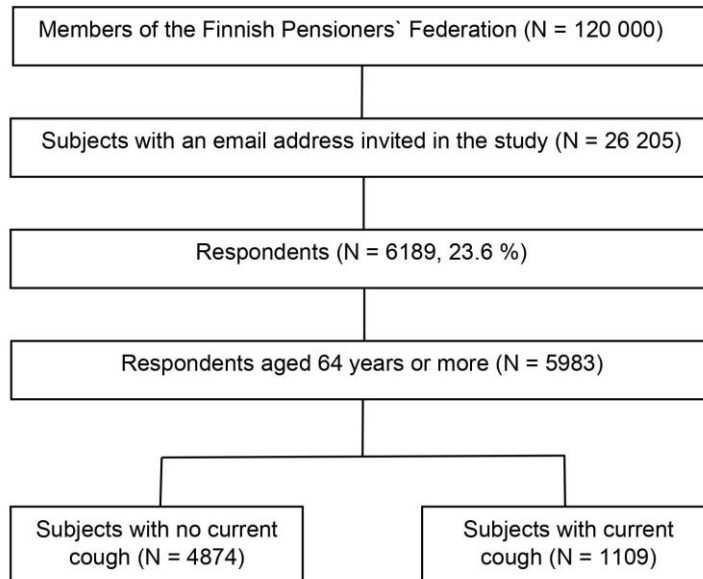 Members of the Finnish Pensioners` Federation (N = 120 000)
Subjects with an email address invited in the study (N = 26 205)
Respondents (N = 6189, 23.6 %)
Respondents aged 64 years or more (N = 5983)
Subjects with no current
cough (N = 4874)
Subjects with current
cough (N = 1109)